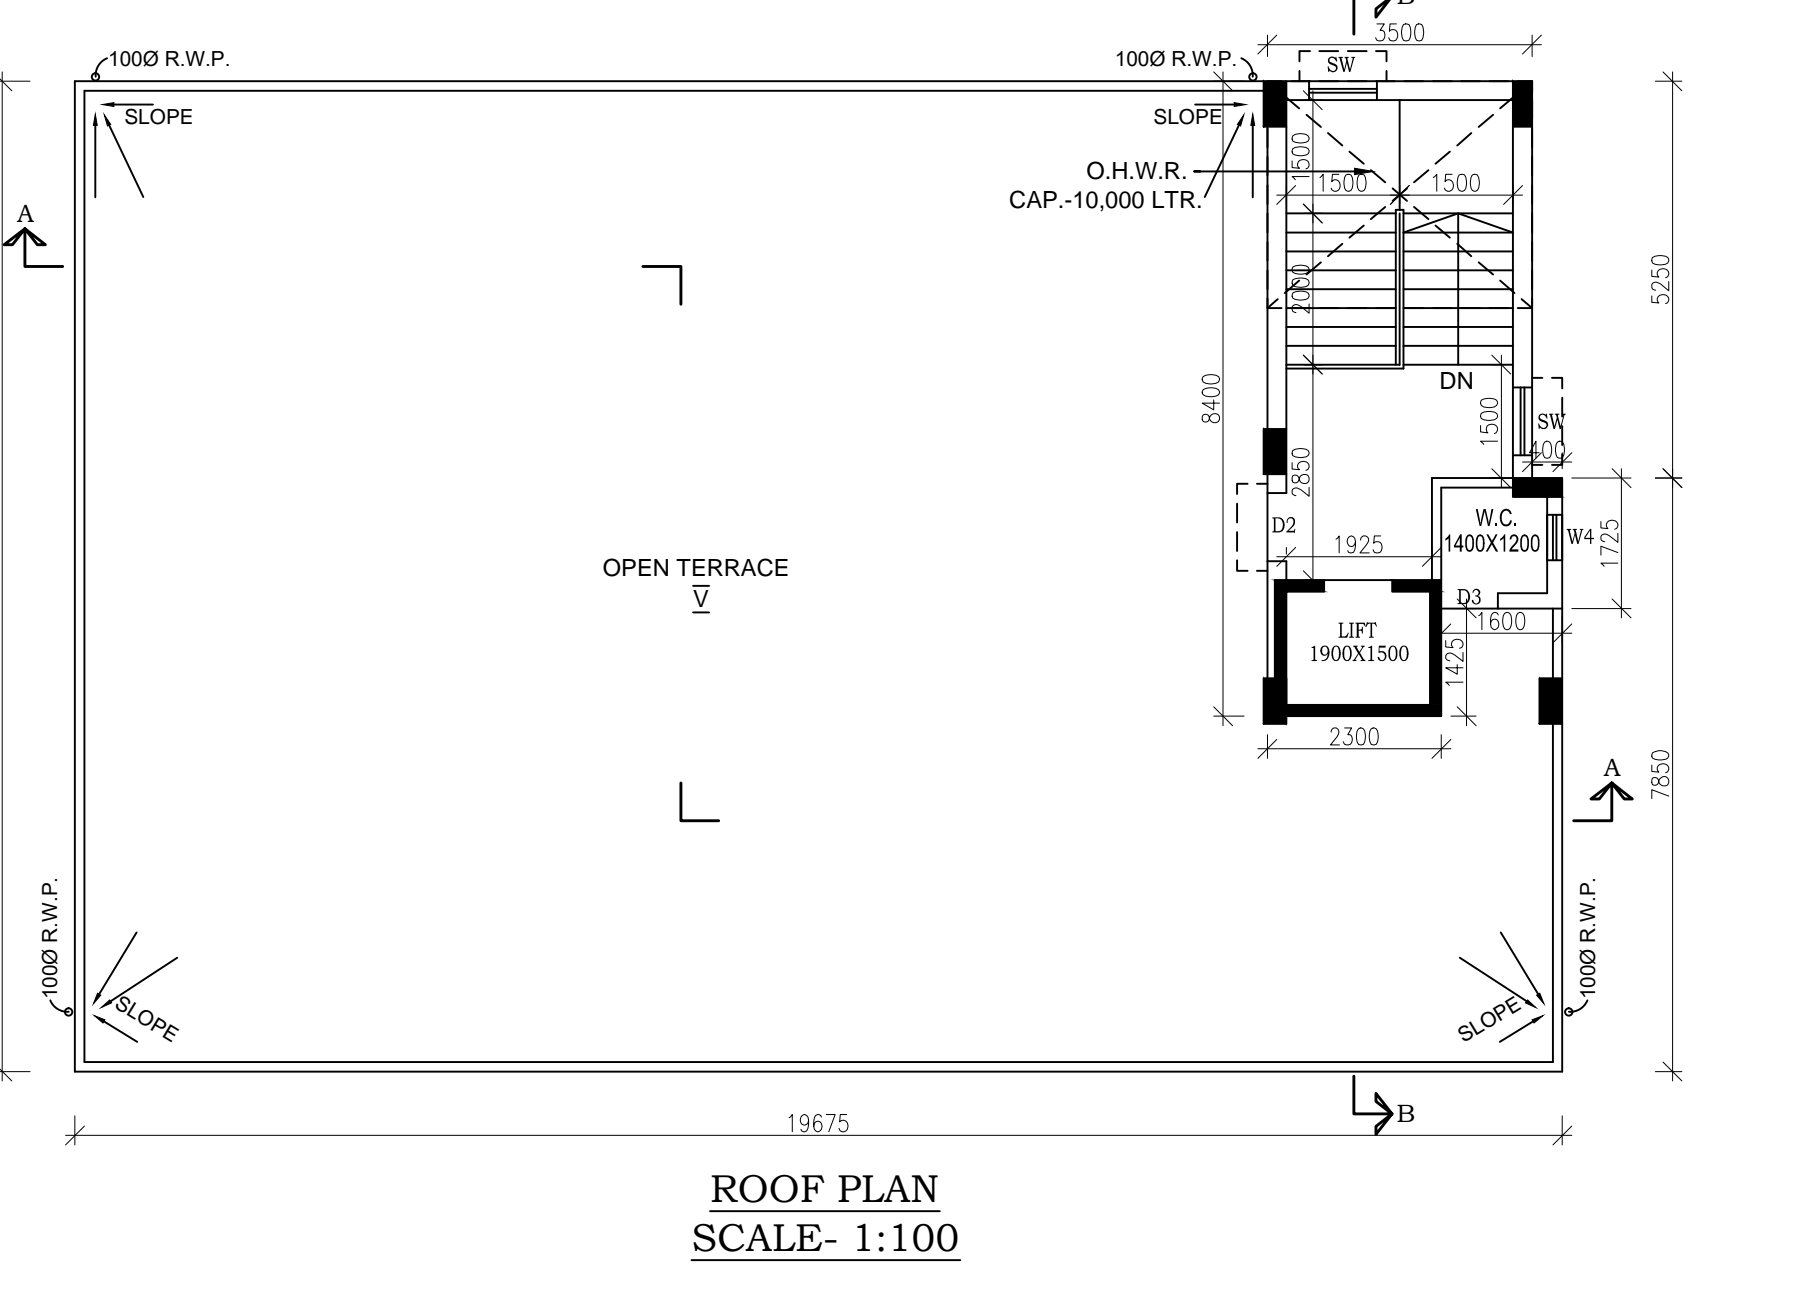 B
3500
100Ø R.W.P.
100Ø R.W.P.
SW
SLOPE
SLOPE
1500
O.H.W.R.
CAP.-10,000 LTR.
1500
1500
A
2000
5250
8400
DN
1500
SW
400
2850
D2
W.C.
1400X1200
W4
1725
1925
OPEN TERRACE
V
D3
1600
LIFT
1900X1500
1425
2300
A
7850
100Ø R.W.P.
100Ø R.W.P.
SLOPE
SLOPE
B
19675
ROOF PLAN
SCALE- 1:100